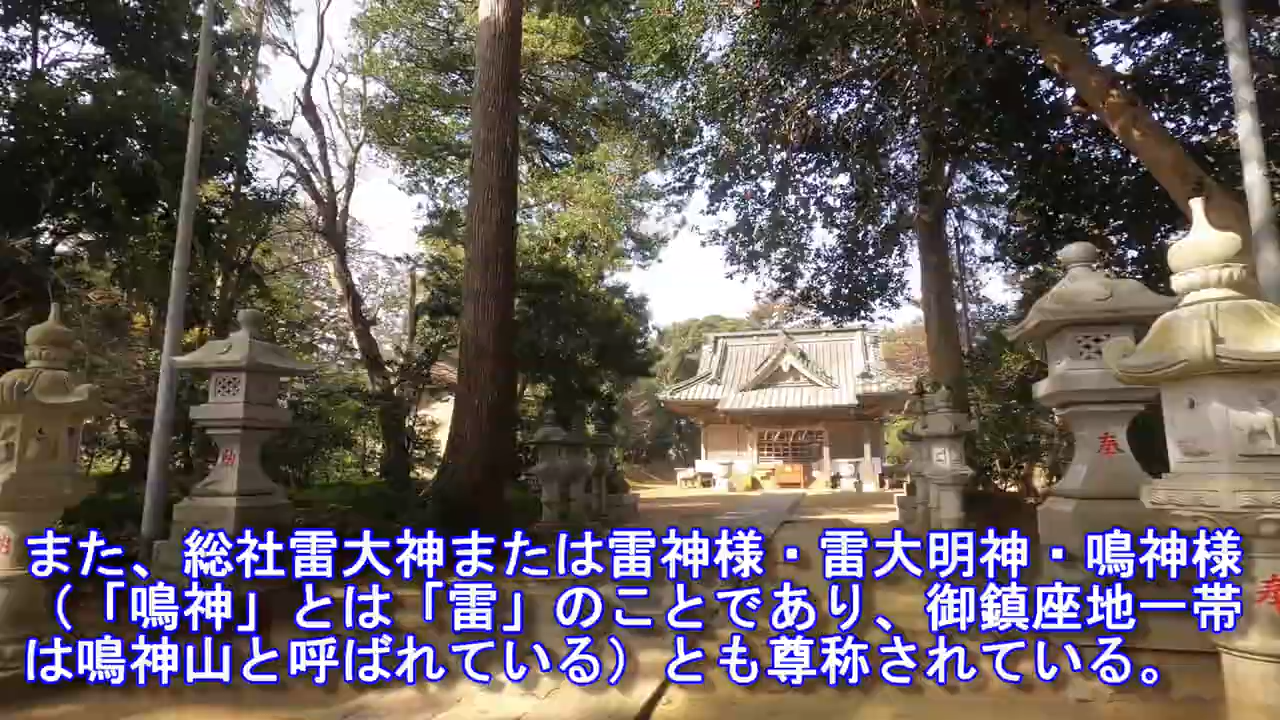 奉
納
また、総社雷大神または雷神様・雷大明神・鳴神様
（「鳴神」とは「雷」のことであり、御鎮座地一帯
は鳴神山と呼ばれている）とも尊称されている。